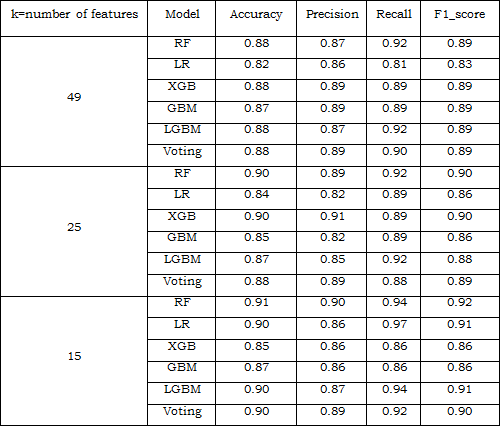 k=number of features Model Accuracy Precision Recall F1_score
49
RF 0.88 0.87 0.92 0.89
LR 0.82 0.86 0.81 0.83
XGB 0.88 0.89 0.89 0.89
GBM 0.87 0.89 0.89 0.89
LGBM 0.88 0.87 0.92 0.89
Voting 0.88 0.89 0.90 0.89
25
RF 0.90 0.89 0.92 0.90
LR 0.84 0.82 0.89 0.86
XGB 0.90 0.91 0.89 0.90
GBM 0.85 0.82 0.89 0.86
LGBM 0.87 0.85 0.92 0.88
Voting 0.88 0.89 0.88 0.89
15
RF 0.91 0.90 0.94 0.92
LR 0.90 0.86 0.97 0.91
XGB 0.85 0.86 0.86 0.86
GBM 0.87 0.86 0.86 0.86
LGBM 0.90 0.87 0.94 0.91
Voting 0.90 0.89 0.92 0.90